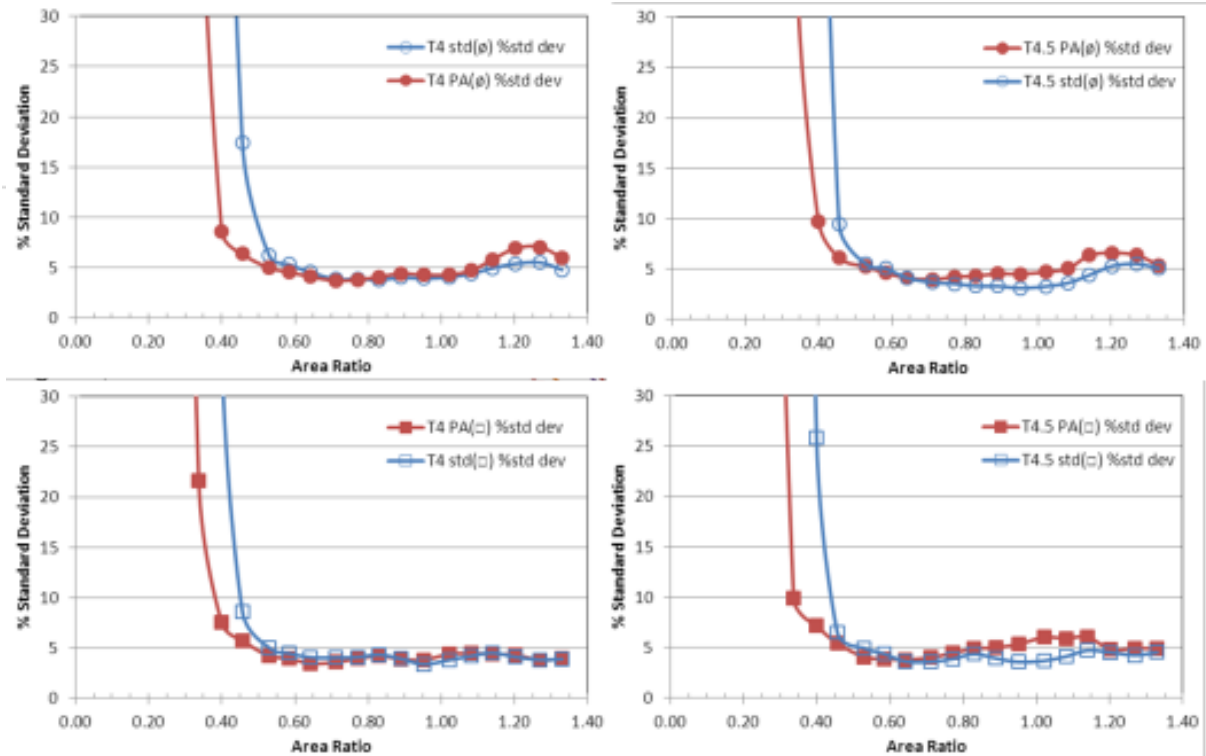 30
25
20
15
10
5
0
% Standard Deviation
T4 std(ø) %std dev
T4 PA(ø) %std dev
0.00 0.20 0.40 0.60 0.80 1.00 1.20 1.40
Area Ratio
30
25
20
15
10
5
0
% Standard Deviation
T4.5 PA(ø) %std dev
T4.5 std(ø) %std dev
0.00 0.20 0.40 0.60 0.80 1.00 1.20 1.40
Area Ratio
30
25
20
15
10
5
0
% Standard Deviation
T4 PA(□) %std dev
T4 std(□) %std dev
0.00 0.20 0.40 0.60 0.80 1.00 1.20 1.40
Area Ratio
30
25
20
15
10
5
0
% Standard Deviation
T4.5 PA(□) %std dev
T4.5 std(□) %std dev
0.00 0.20 0.40 0.60 0.80 1.00 1.20 1.40
Area Ratio